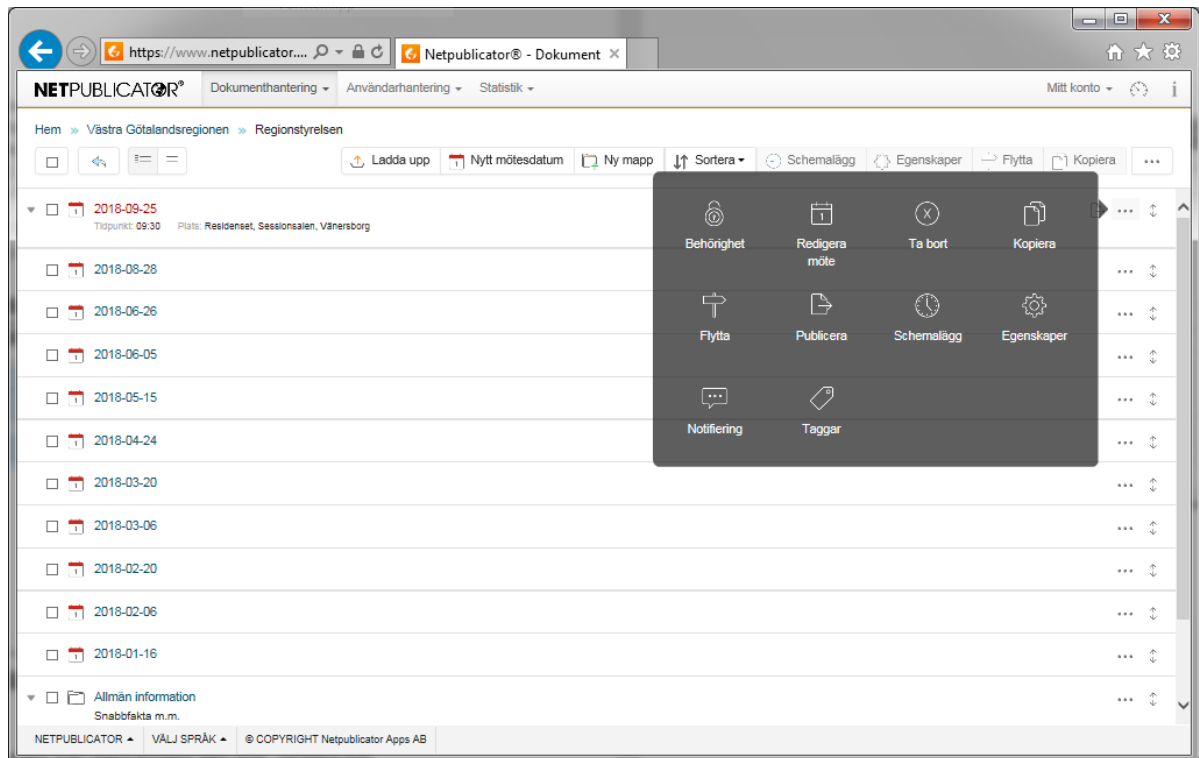 https://www.netpublicator....
Netpublicator® - Dokument
NETPUBLICATOR® Dokumenthantering Användarhantering Statistik Mitt konto
Hem » Västra Götalandsregionen » Regionstyrelsen
Ladda upp Nytt mötesdatum Ny mapp Sortera Schemalägg Egenskaper Flytta Kopiera ...
2018-09-25
Tidpunkt: 09:30 Plats: Residenset, Sessionsalen, Vänersborg
Behörighet Redigera möte Ta bort Kopiera
Flytta Publicera Schemalägg Egenskaper
Notifiering Taggar
2018-08-28
2018-06-26
2018-06-05
2018-05-15
2018-04-24
2018-03-20
2018-03-06
2018-02-20
2018-02-06
2018-01-16
Allmän information
Snabbfakta m.m.
NETPUBLICATOR VÄLJ SPRÅK © COPYRIGHT Netpublicator Apps AB